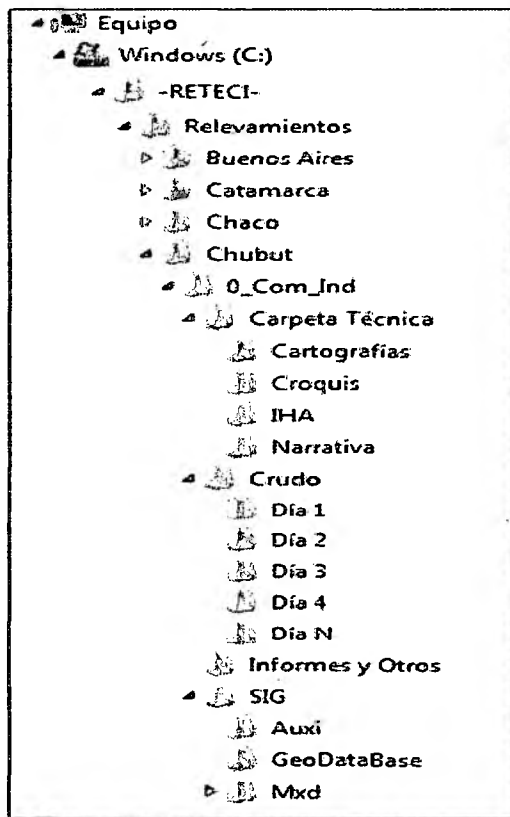 Equipo
Windows (C:)
-RETECI-
Relevamientos
Buenos Aires
Catamarca
Chaco
Chubut
0_Com_Ind
Carpeta Técnica
Cartografías
Croquis
IHA
Narrativa
Crudo
Día 1
Día 2
Día 3
Día 4
Día N
Informes y Otros
SIG
Auxi
GeoDataBase
Mxd